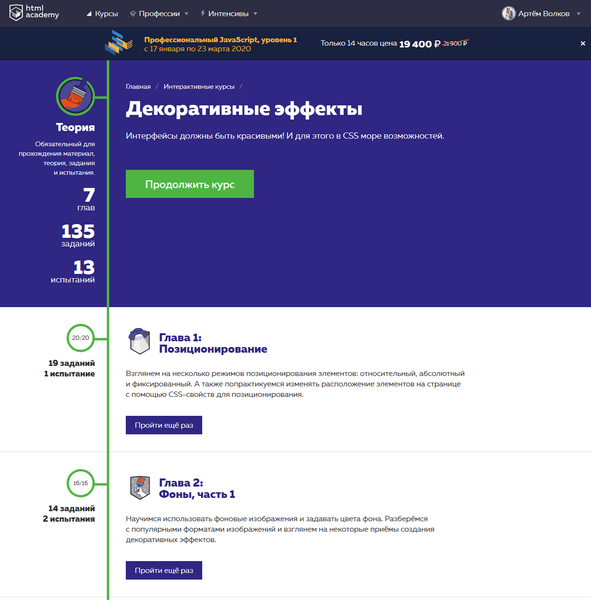 html
academy
Курсы
Профессии
Интенсивы
Артём Волков
Профессиональный JavaScript, уровень 1
с 17 января по 23 марта 2020
Только 14 часов цена 19 400 ₽ 21 900 ₽
×
Главная / Интерактивные курсы /
Декоративные эффекты
Интерфейсы должны быть красивыми! И для этого в CSS море возможностей.
Продолжить курс
Теория
Обязательный для
прохождения материал,
теория, задания
и испытания.
7
глав
135
заданий
13
испытаний
20/20
19 заданий
1 испытание
Глава 1:
Позиционирование
Взглянем на несколько режимов позиционирования элементов: относительный, абсолютный
и фиксированный. А также попрактикуемся изменять расположение элементов на странице
с помощью CSS-свойств для позиционирования.
Пройти ещё раз
16/16
14 заданий
2 испытания
Глава 2:
Фоны, часть 1
Научимся использовать фоновые изображения и задавать цвета фона. Разберёмся
с популярными форматами изображений и взглянем на некоторые приёмы создания
декоративных эффектов.
Пройти ещё раз